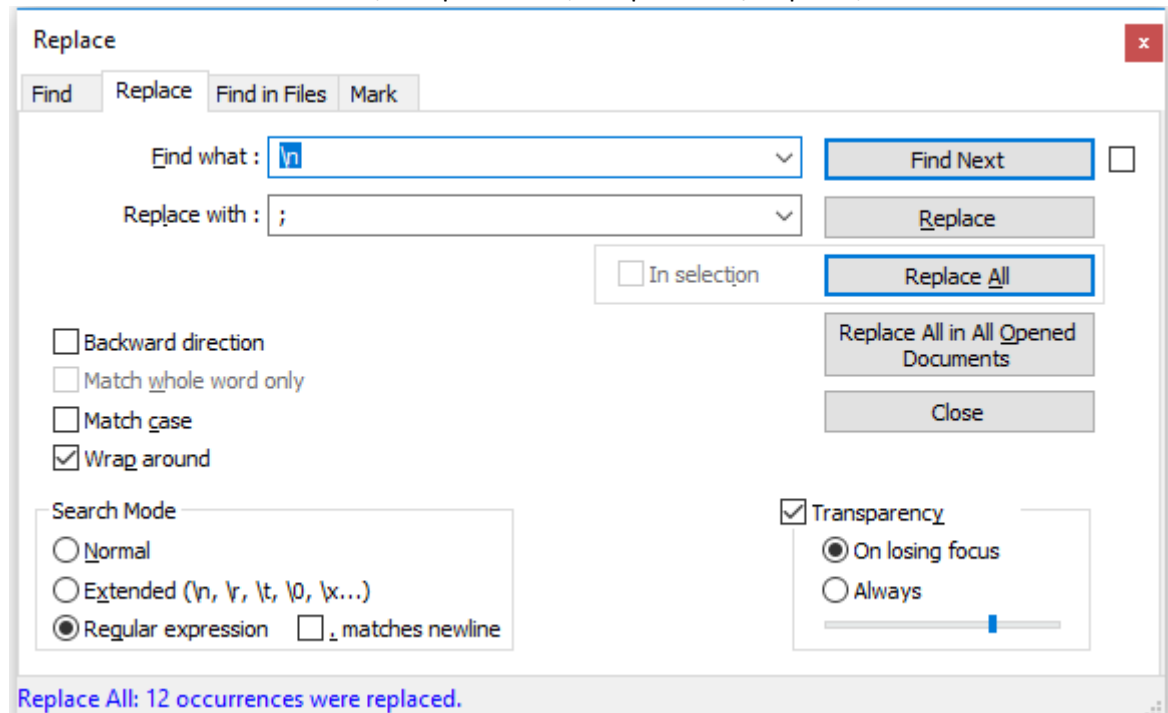 Replace
x
Find Replace Find in Files Mark
Find what : \n Find Next
Replace with : ; Replace
In selection Replace All
Replace All in All Opened
Documents
Backward direction
Match whole word only
Match case Close
Wrap around
Search Mode Transparency
Normal On losing focus
Extended (\n, \r, \t, \0, \x...) Always
Regular expression . matches newline
Replace All: 12 occurrences were replaced.